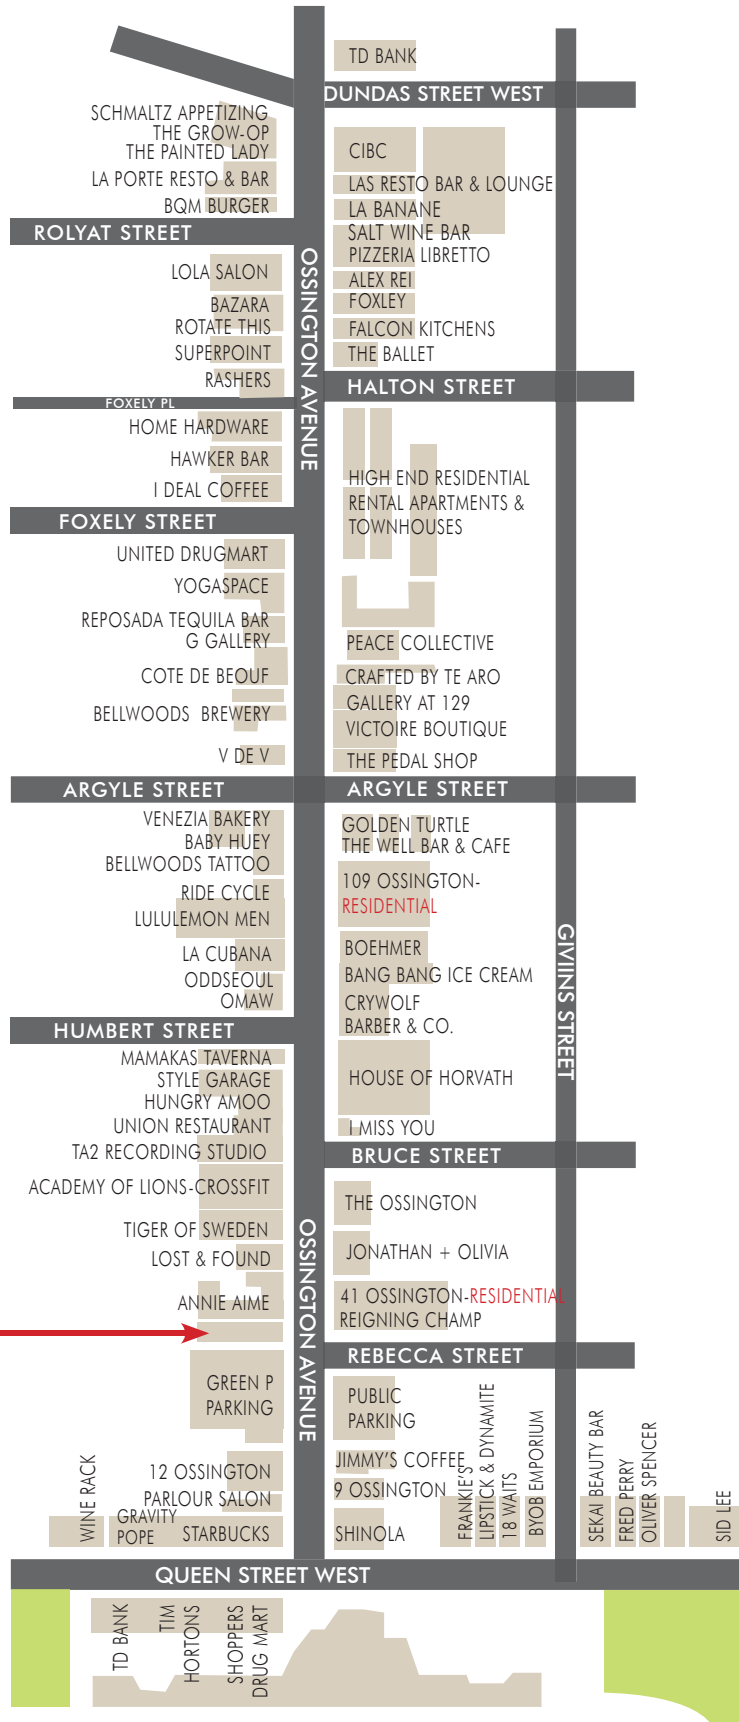 TD BANK
DUNDAS STREET WEST
SCHMALTZ APPETIZING
THE GROW-OP
THE PAINTED LADY
LA PORTE RESTO & BAR
BQM BURGER
CIBC
LAS RESTO BAR & LOUNGE
LA BANANE
SALT WINE BAR
PIZZERIA LIBRETTO
ALEX REI
FOXLEY
FALCON KITCHENS
THE BALLET
ROLYAT STREET
OSSINGTON AVENUE
LOLA SALON
BAZARA
ROTATE THIS
SUPERPOINT
RASHERS
HALTON STREET
FOXELY PL
HOME HARDWARE
HAWKER BAR
I DEAL COFFEE
HIGH END RESIDENTIAL
RENTAL APARTMENTS &
TOWNHOUSES
FOXELY STREET
UNITED DRUGMART
YOGASPACE
REPOSADA TEQUILA BAR
G GALLERY
COTE DE BEOUF
BELLWOODS BREWERY
V DE V
PEACE COLLECTIVE
CRAFTED BY TE ARO
GALLERY AT 129
VICTOIRE BOUTIQUE
THE PEDAL SHOP
ARGYLE STREET
ARGYLE STREET
VENEZIA BAKERY
BABY HUEY
BELLWOODS TATTOO
RIDE CYCLE
LULULEMON MEN
LA CUBANA
ODDSEOUL
OMAW
GOLDEN TURTLE
THE WELL BAR & CAFE
109 OSSINGTON-
RESIDENTIAL
BOEHMER
BANG BANG ICE CREAM
CRYWOLF
BARBER & CO.
HOUSE OF HORVATH
I MISS YOU
GIVIINS STREET
HUMBERT STREET
MAMAKAS TAVERNA
STYLE GARAGE
HUNGRY AMOO
UNION RESTAURANT
TA2 RECORDING STUDIO
ACADEMY OF LIONS-CROSSFIT
TIGER OF SWEDEN
LOST & FOUND
ANNIE AIME
BRUCE STREET
THE OSSINGTON
JONATHAN + OLIVIA
41 OSSINGTON-RESIDENTIAL
REIGNING CHAMP
OSSINGTON AVENUE
REBECCA STREET
GREEN P
PARKING
PUBLIC
PARKING
12 OSSINGTON
PARLOUR SALON
WINE RACK
GRAVITY
POPE
STARBUCKS
JIMMY'S COFFEE
9 OSSINGTON
SHINOLA
FRANKIE'S
LIPSTICK & DYNAMITE
18 WAITS
BYOB EMPORIUM
SEKAI BEAUTY BAR
FRED PERRY
OLIVER SPENCER
SID LEE
QUEEN STREET WEST
TD BANK
TIM
HORTONS
SHOPPERS
DRUG MART